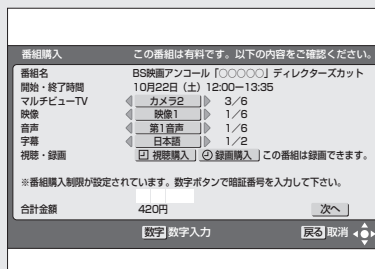 番組購入 この番組は有料です。以下の内容をご確認ください。
番組名 BS映画アンコール「○○○○○」ディレクターズカット
開始・終了時間 10月22日（土）12:00ー13:35
マルチビューTV カメラ2 3／6
映像 映像1 1／6
音声 第1音声 1／6
字幕 日本語 1／2
視聴・録画 視聴購入 録画購入 この番組は録画できます。
※番組購入制限が設定されています。数字ボタンで暗証番号を入力して下さい。
合計金額 420円 次へ
数字 数字入力 戻る 取消